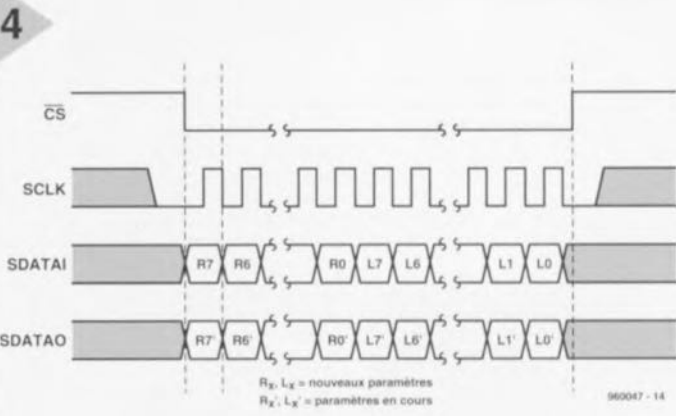 4
CS
SCLK
SDATAI R7 R6 R0 L7 L6 L1 L0
SDATAO R7' R6' R0' L7' L6' L1' L0'
Rx, Lx = nouveaux paramètres
Rx', Lx' = paramètres en cours
960047 - 14